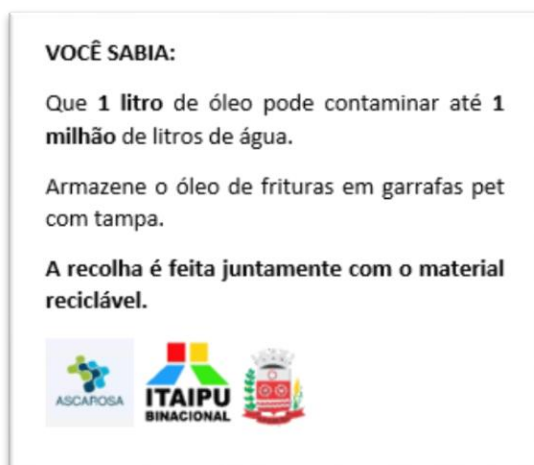 VOCÊ SABIA:
Que 1 litro de óleo pode contaminar até 1
milhão de litros de água.
Armazene o óleo de frituras em garrafas pet
com tampa.
A recolha é feita juntamente com o material
reciclável.
ASCAROSA
ITAIPU
BINACIONAL